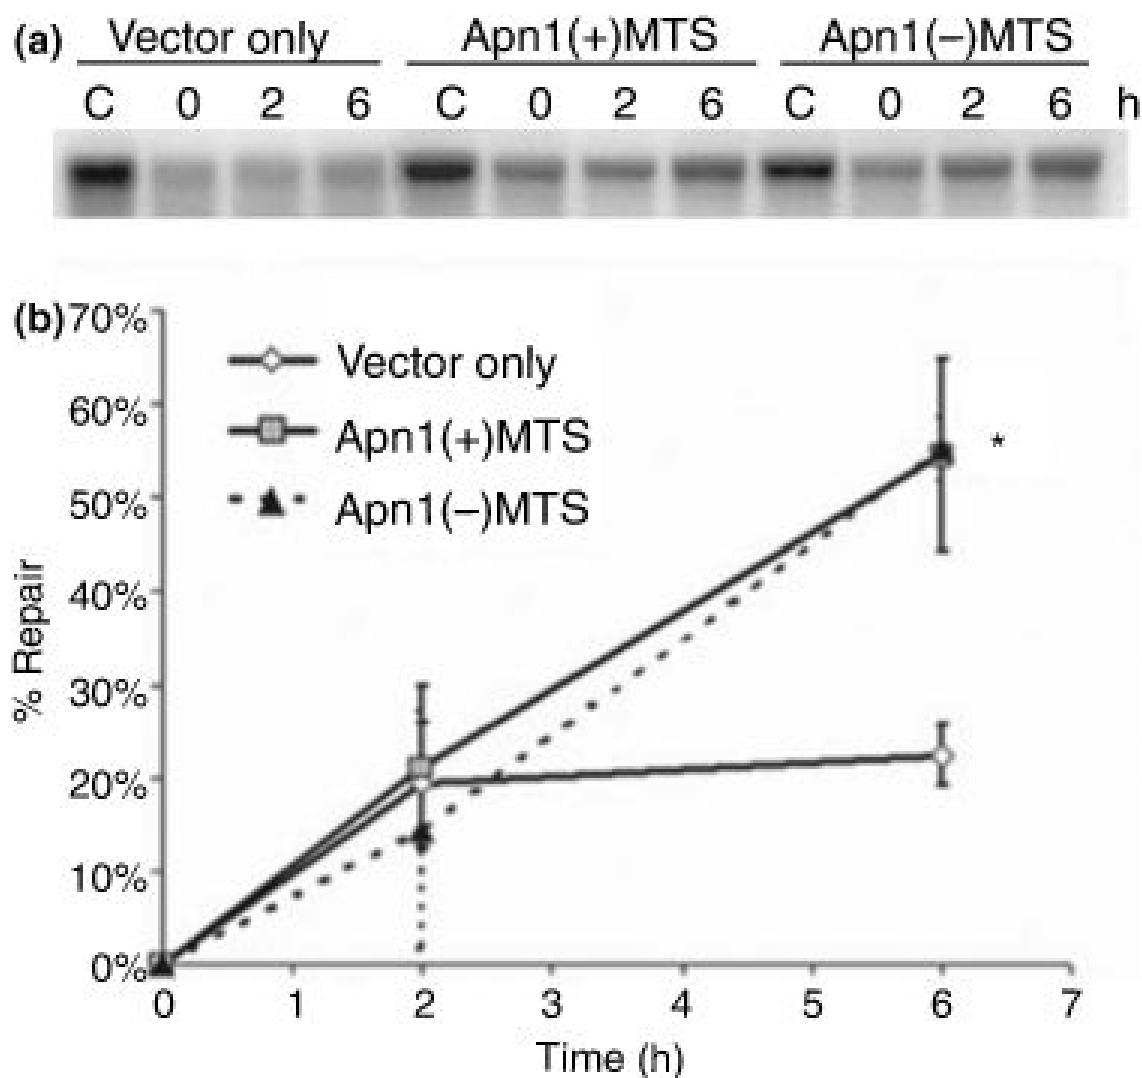 (a) Vector only Apn1(+)MTS Apn1(–)MTS
C 0 2 6 C 0 2 6 C 0 2 6 h
(b) 70%
60%
50%
40%
30%
20%
10%
0%
% Repair
Vector only
Apn1(+)MTS
Apn1(–)MTS
*
0 1 2 3 4 5 6 7
Time (h)